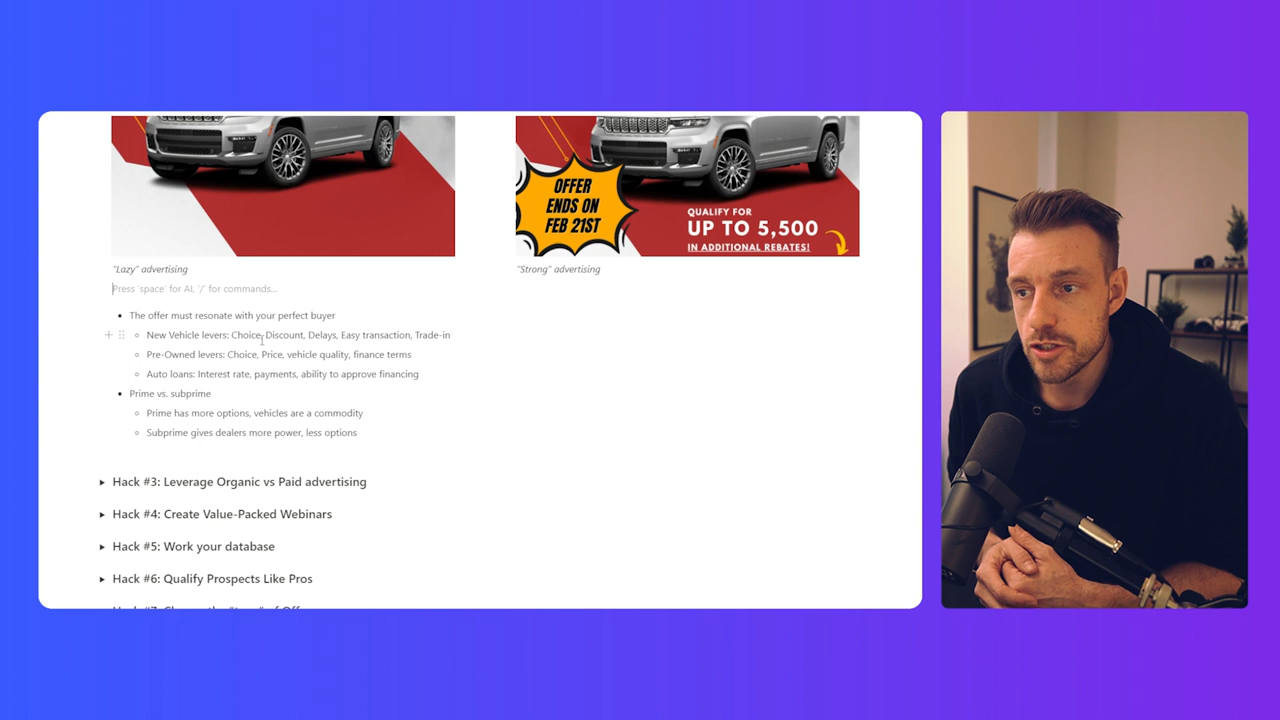 OFFER
ENDS ON
FEB 21ST
QUALIFY FOR
UP TO 5,500
IN ADDITIONAL REBATES!
"Lazy" advertising
"Strong" advertising
Press 'space' for AI, '/' for commands...
• The offer must resonate with your perfect buyer
◦ New Vehicle levers: Choice, Discount, Delays, Easy transaction, Trade-in
◦ Pre-Owned levers: Choice, Price, vehicle quality, finance terms
◦ Auto loans: Interest rate, payments, ability to approve financing
• Prime vs. subprime
◦ Prime has more options, vehicles are a commodity
◦ Subprime gives dealers more power, less options
Hack #3: Leverage Organic vs Paid advertising
Hack #4: Create Value-Packed Webinars
Hack #5: Work your database
Hack #6: Qualify Prospects Like Pros